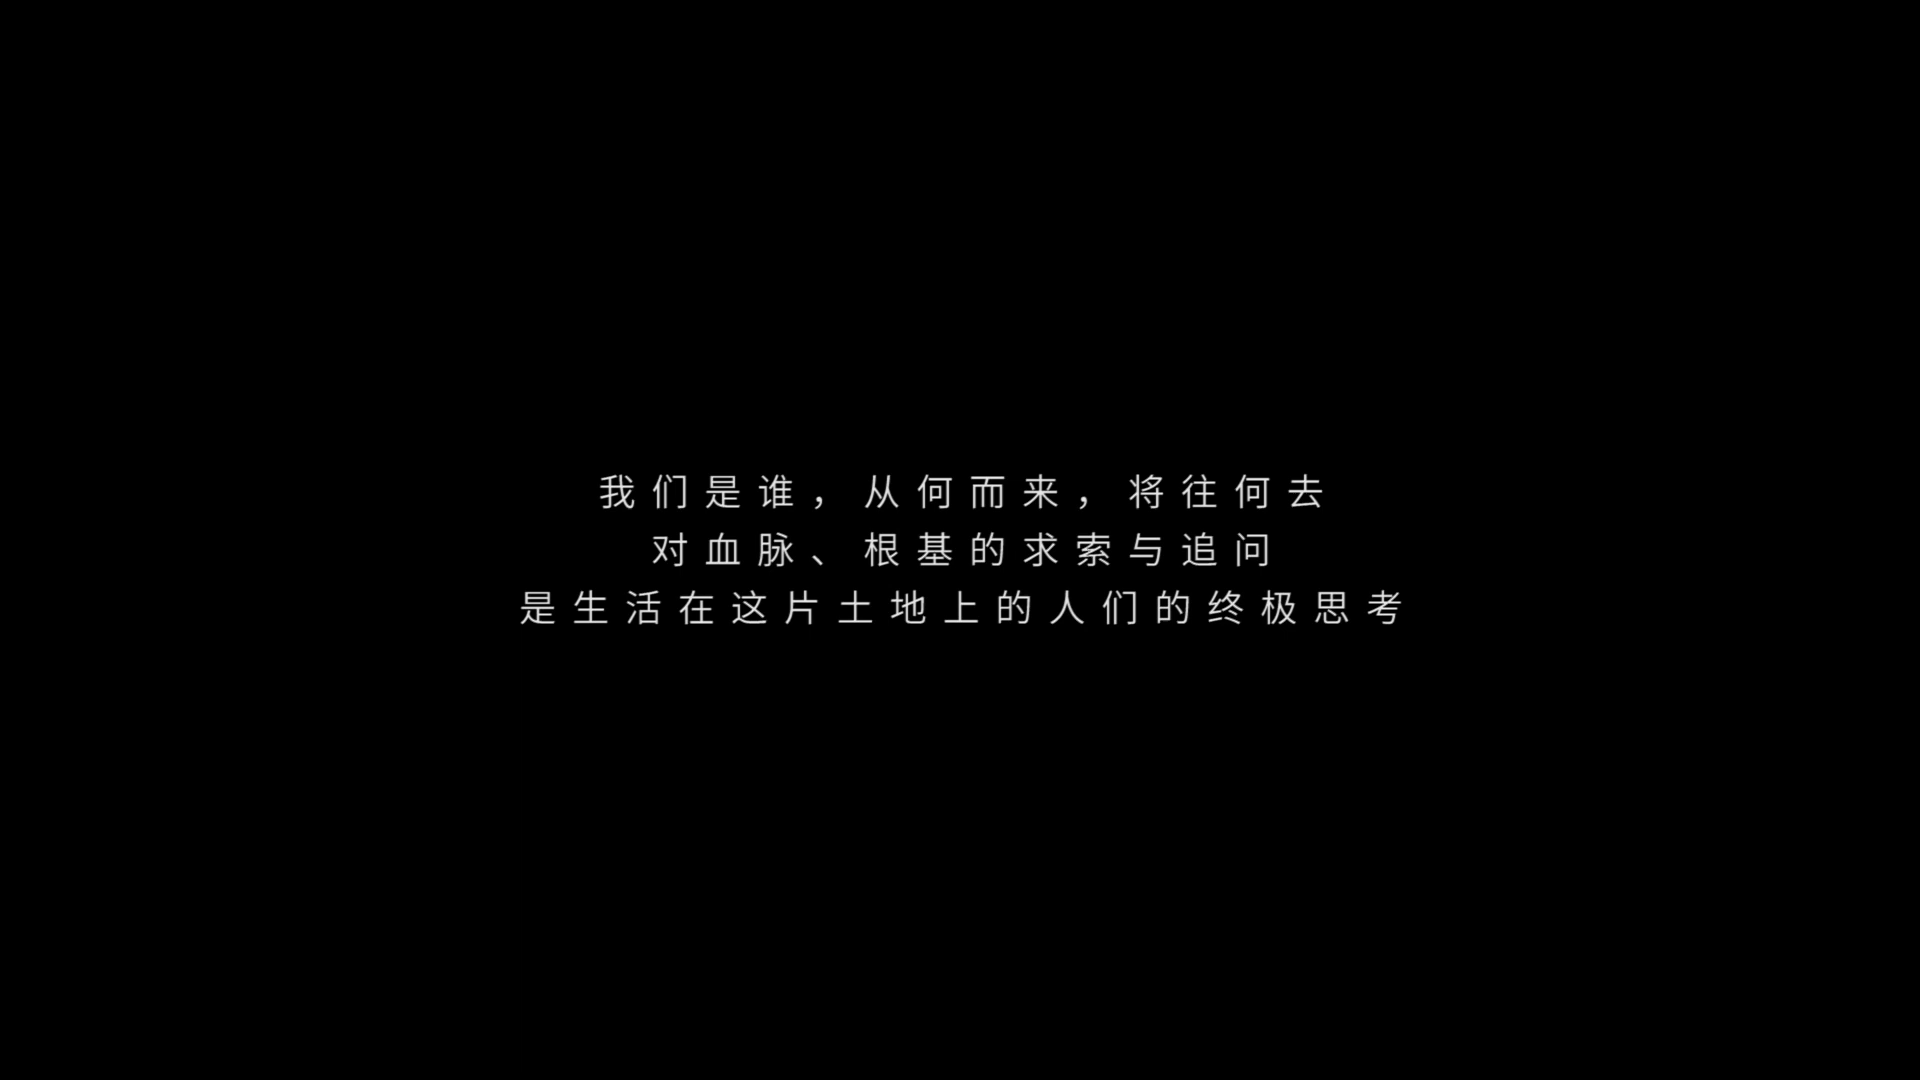 我们是谁，从何而来，将往何去
对血脉、根基的求索与追问
是生活在这片土地上的人们的终极思考